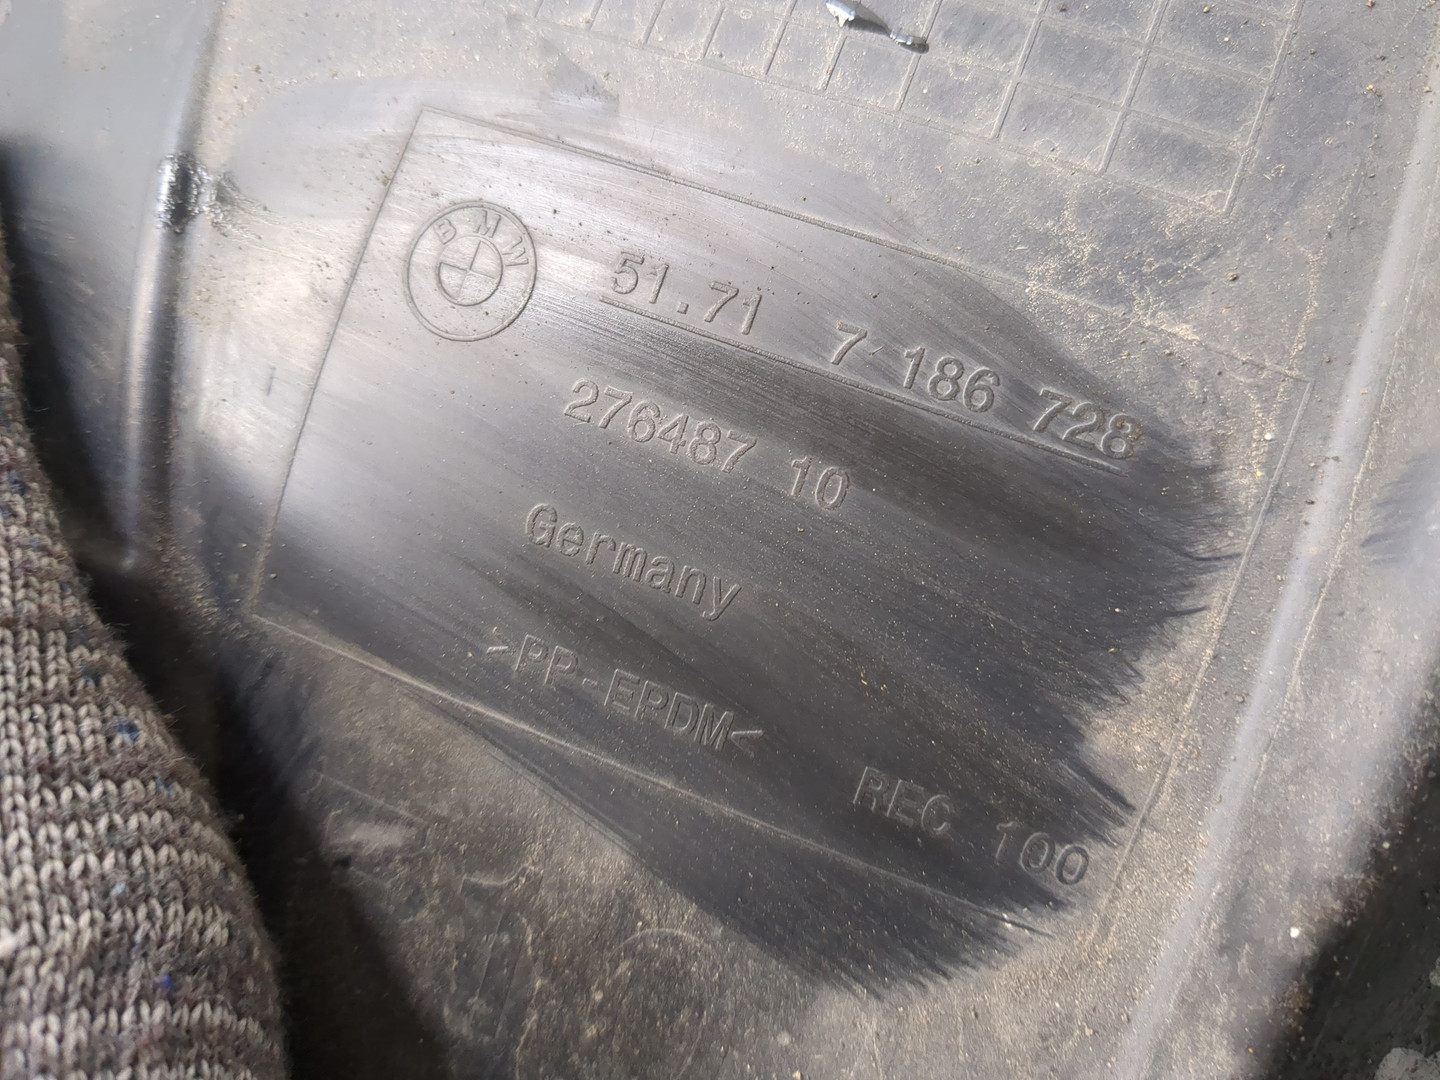 BMW
51.71 7 186 728
276487 10
Germany
>PP-EPDM<
REC 100